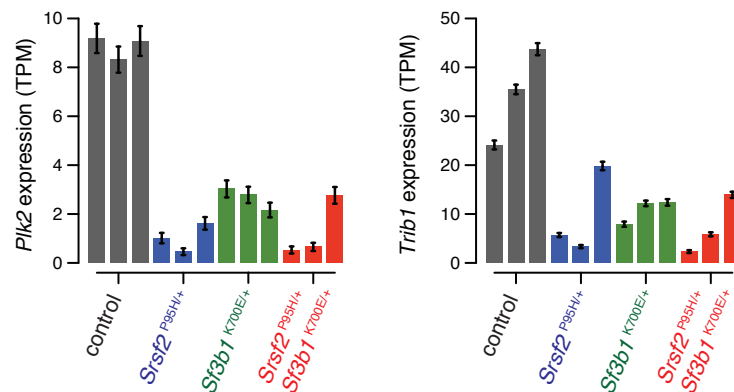 Plk2 expression (TPM)
10
8
6
4
2
0
control
Srsf2 P95H/+
Sf3b1 K700E/+
Srsf2 P95H/+
Sf3b1 K700E/+
Trib1 expression (TPM)
50
40
30
20
10
0
control
Srsf2 P95H/+
Sf3b1 K700E/+
Srsf2 P95H/+
Sf3b1 K700E/+